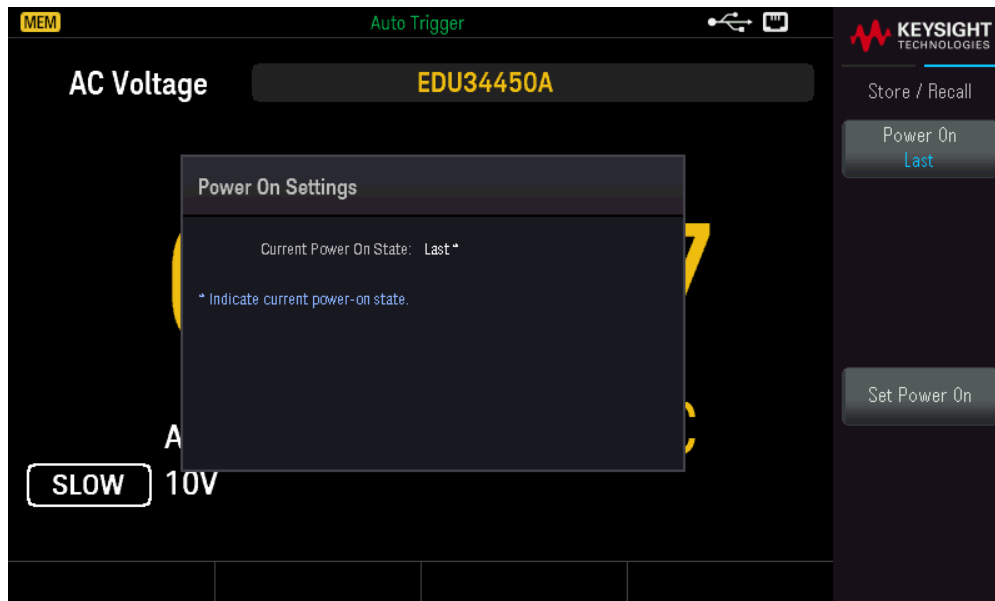 MEM
Auto Trigger
KEYSIGHT
TECHNOLOGIES
AC Voltage
EDU34450A
Store / Recall
Power On
Last
Power On Settings
Current Power On State: Last *
* Indicate current power-on state.
Set Power On
SLOW
10V